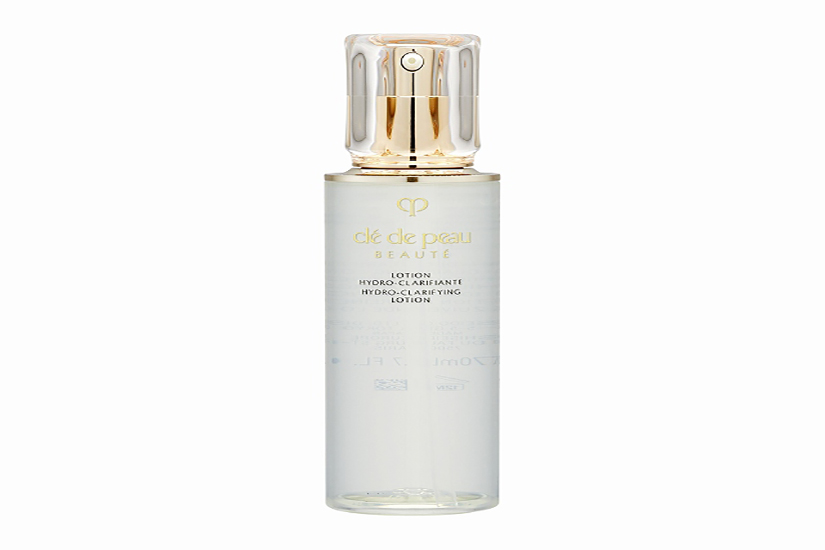 clé de peau
BEAUTÉ
LOTION
HYDRO-CLARIFIANTE
HYDRO-CLARIFYING
LOTION